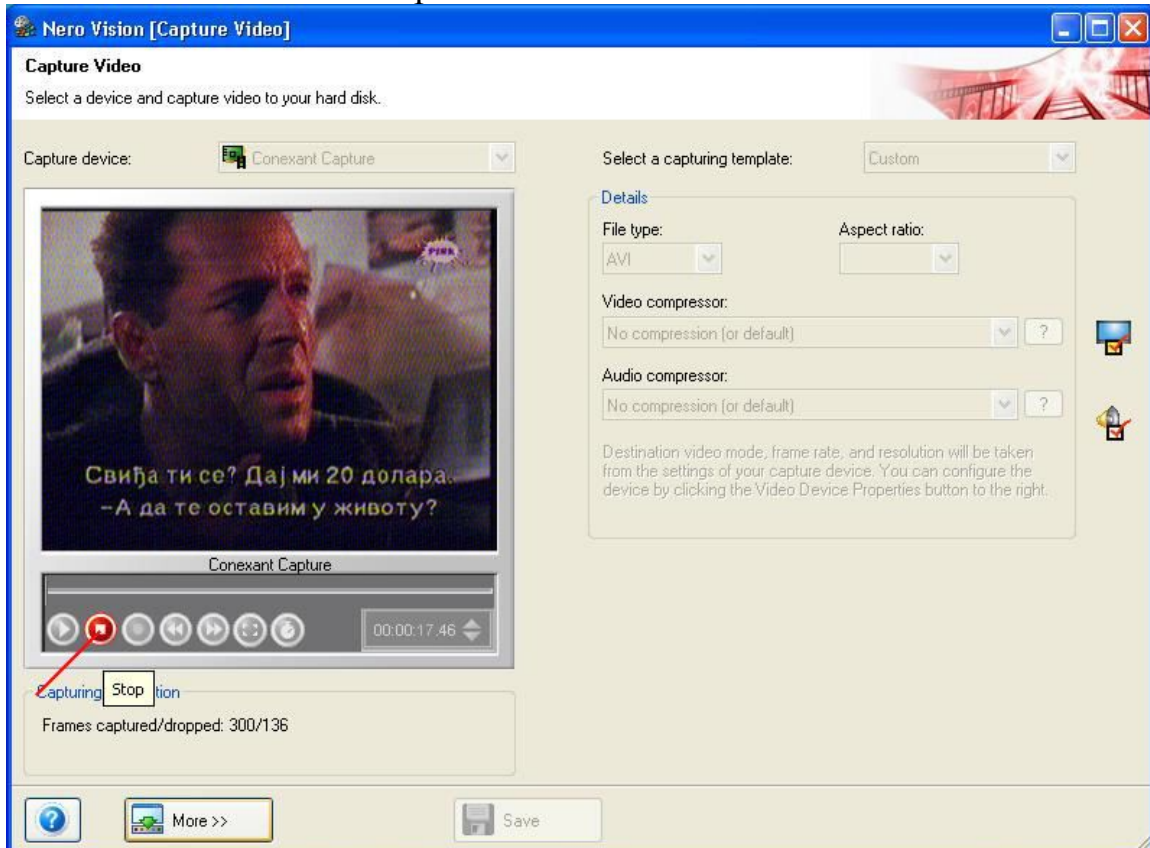 Nero Vision [Capture Video]
Capture Video
Select a device and capture video to your hard disk.
Capture device:
Conexant Capture
PINK
Свиђа ти се? Дај ми 20 долара.
-А да те оставим у животу?
Conexant Capture
00:00:17.46
Stop
Capturing tion
Frames captured/dropped: 300/136
Select a capturing template:
Custom
Details
File type:
Aspect ratio:
AVI
Video compressor:
No compression (or default)
?
Audio compressor:
No compression (or default)
?
Destination video mode, frame rate, and resolution will be taken
from the settings of your capture device. You can configure the
device by clicking the Video Device Properties button to the right.
?
More >>
Save